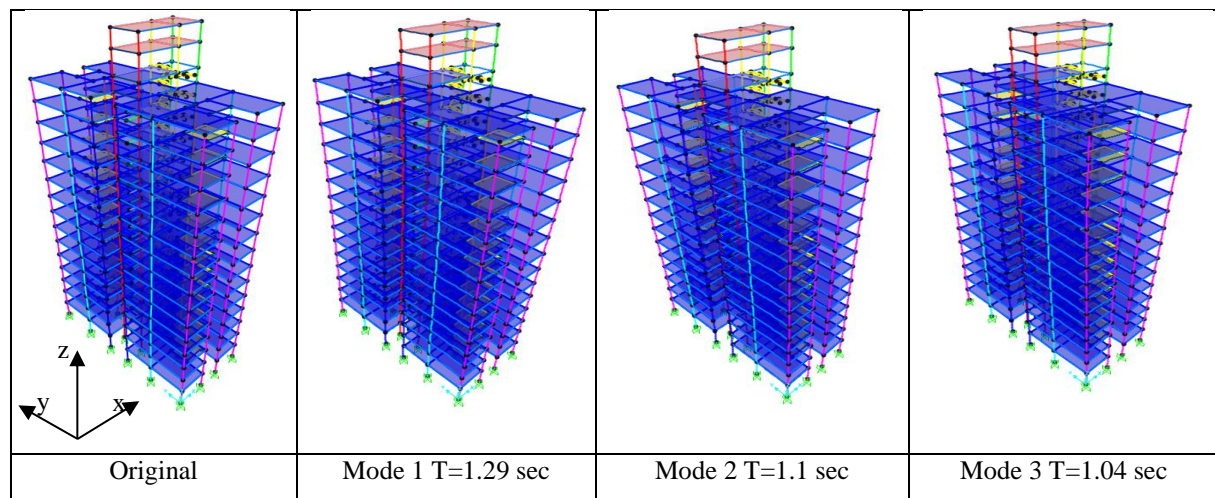 z
y
x
Original
Mode 1 T=1.29 sec
Mode 2 T=1.1 sec
Mode 3 T=1.04 sec